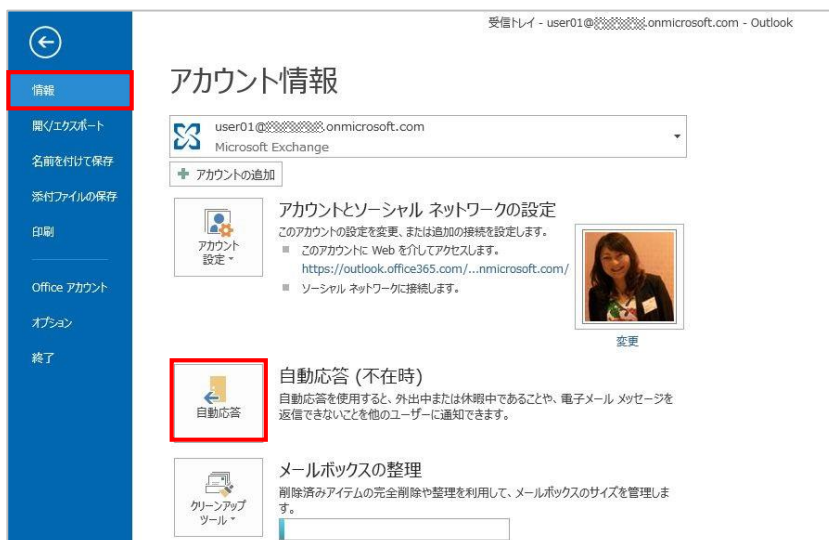 受信トレイ - user01@ .onmicrosoft.com - Outlook
情報
開く/エクスポート
名前を付けて保存
添付ファイルの保存
印刷
Office アカウント
オプション
終了
アカウント情報
user01@ .onmicrosoft.com
Microsoft Exchange
アカウントの追加
アカウント
設定
アカウントとソーシャル ネットワークの設定
このアカウントの設定を変更、または追加の接続を設定します。
このアカウントに Web を介してアクセスします。
https://outlook.office365.com/...nmicrosoft.com/
ソーシャル ネットワークに接続します。
変更
自動応答
自動応答 (不在時)
自動応答を使用すると、外出中または休暇中であることや、電子メール メッセージを
返信できないことを他のユーザーに通知できます。
クリーンアップ
ツール
メールボックスの整理
削除済みアイテムの完全削除や整理を利用して、メールボックスのサイズを管理しま
す。